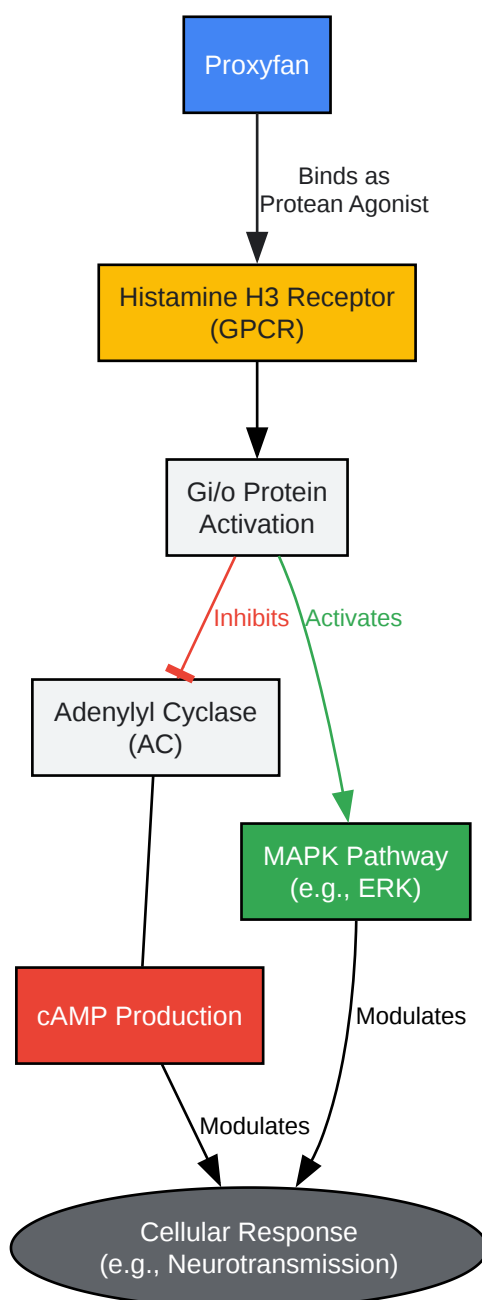 Proxyfan
Binds as
Protean Agonist
Histamine H3 Receptor
(GPCR)
Gi/o Protein
Activation
Inhibits
Activates
Adenylyl Cyclase
(AC)
MAPK Pathway
(e.g., ERK)
cAMP Production
Modulates
Modulates
Cellular Response
(e.g., Neurotransmission)